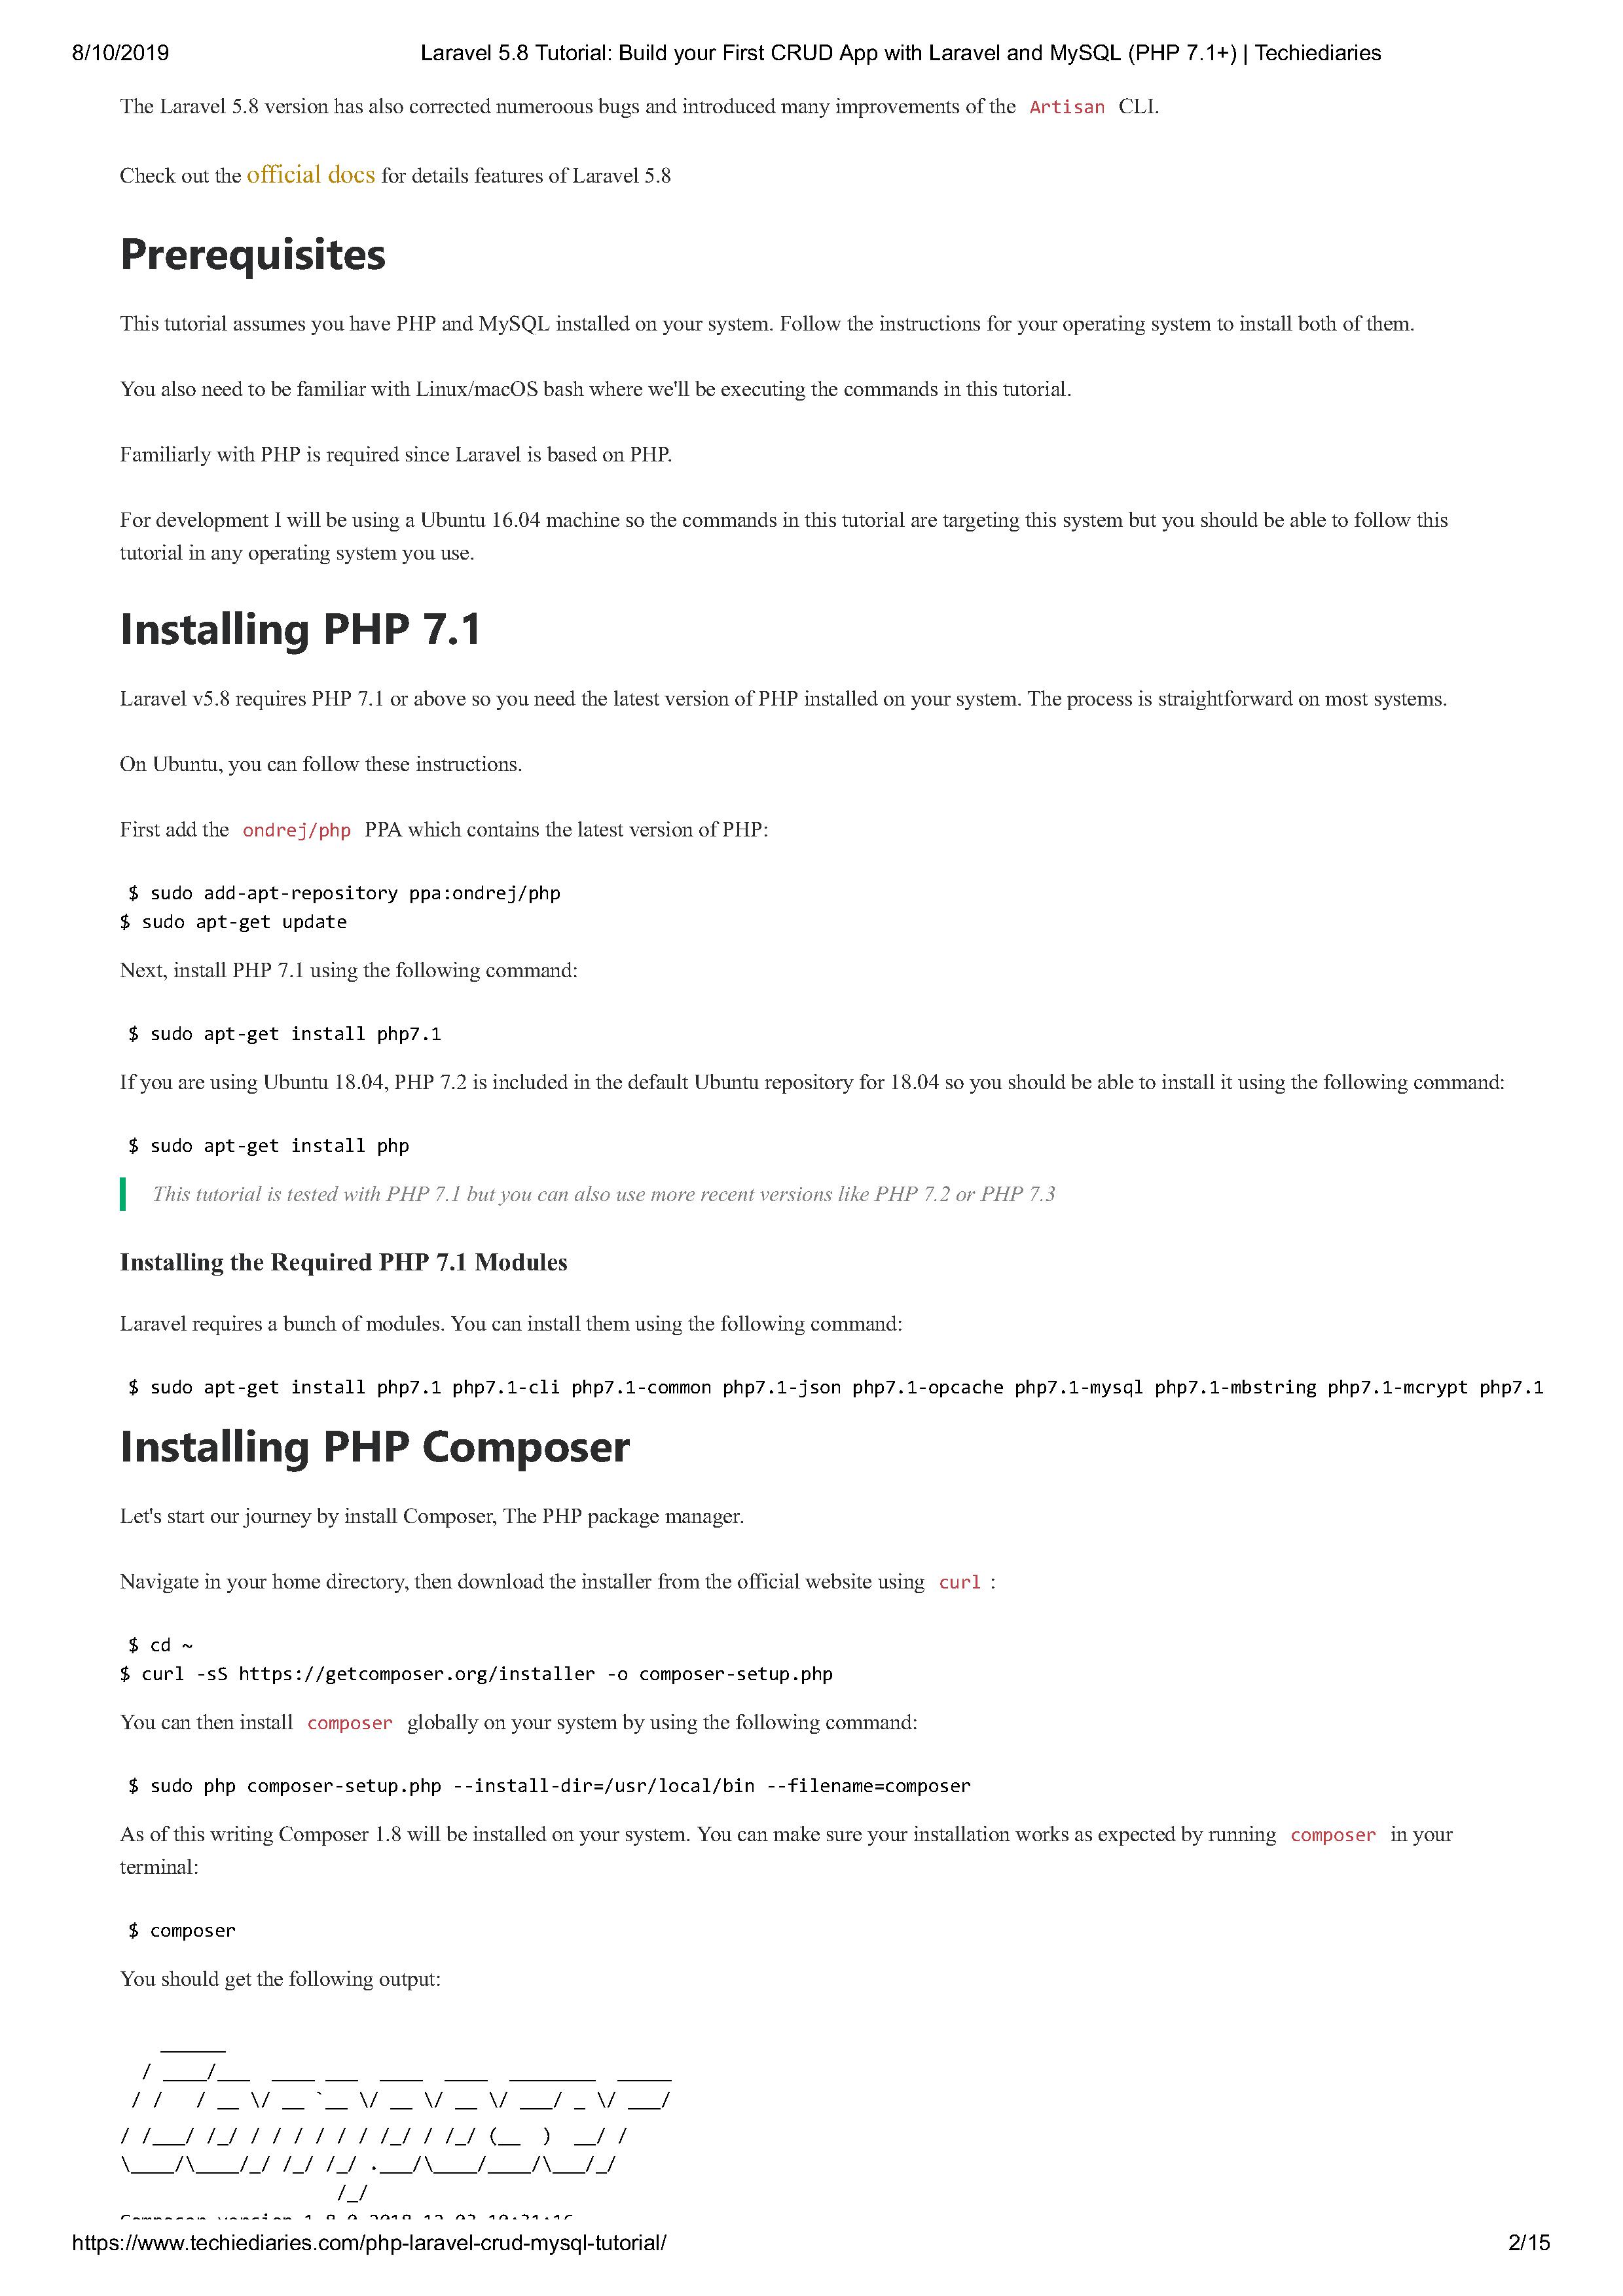 8/10/2019 Laravel 5.8 Tutorial: Build your First CRUD App with Laravel and MySQL (PHP 7.1+) | Techiediaries
The Laravel 5.8 version has also corrected numeroous bugs and introduced many improvements of the Artisan CLI.
Check out the official docs for details features of Laravel 5.8
Prerequisites
This tutorial assumes you have PHP and MySQL installed on your system. Follow the instructions for your operating system to install both of them.
You also need to be familiar with Linux/macOS bash where we'll be executing the commands in this tutorial.
Familiarly with PHP is required since Laravel is based on PHP.
For development I will be using a Ubuntu 16.04 machine so the commands in this tutorial are targeting this system but you should be able to follow this
tutorial in any operating system you use.
Installing PHP 7.1
Laravel v5.8 requires PHP 7.1 or above so you need the latest version of PHP installed on your system. The process is straightforward on most systems.
On Ubuntu, you can follow these instructions.
First add the ondrej/php PPA which contains the latest version of PHP:
$ sudo add-apt-repository ppa:ondrej/php
$ sudo apt-get update
Next, install PHP 7.1 using the following command:
$ sudo apt-get install php7.1
If you are using Ubuntu 18.04, PHP 7.2 is included in the default Ubuntu repository for 18.04 so you should be able to install it using the following command:
$ sudo apt-get install php
This tutorial is tested with PHP 7.1 but you can also use more recent versions like PHP 7.2 or PHP 7.3
Installing the Required PHP 7.1 Modules
Laravel requires a bunch of modules. You can install them using the following command:
$ sudo apt-get install php7.1 php7.1-cli php7.1-common php7.1-json php7.1-opcache php7.1-mysql php7.1-mbstring php7.1-mcrypt php7.1
Installing PHP Composer
Let's start our journey by install Composer, The PHP package manager.
Navigate in your home directory, then download the installer from the official website using curl :
$ cd ~
$ curl -sS https://getcomposer.org/installer -o composer-setup.php
You can then install composer globally on your system by using the following command:
$ sudo php composer-setup.php --install-dir=/usr/local/bin --filename=composer
As of this writing Composer 1.8 will be installed on your system. You can make sure your installation works as expected by running composer in your
terminal:
$ composer
You should get the following output:
    ______
  / ____/___  ____ ___  ____  ____  ________  _____
 / /   / __ \/ __ `__ \/ __ \/ __ \/ ___/ _ \/ ___/
/ /___/ /_/ / / / / / / /_/ / /_/ (__  )  __/ /
\____/\____/_/ /_/ /_/ .___/\____/____/\___/_/
                    /_/
Composer version 1.8.0 2018-12-03 10:31:16
https://www.techiediaries.com/php-laravel-crud-mysql-tutorial/ 2/15